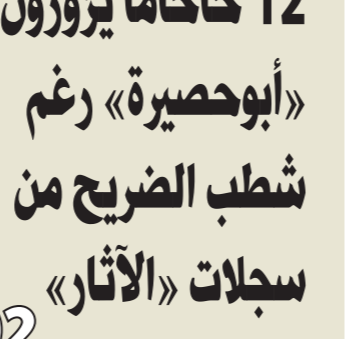 12 حاخاما يزورون
«أبوحصيرة» رغم
شطب الضريح من
سجلات «الآثار»